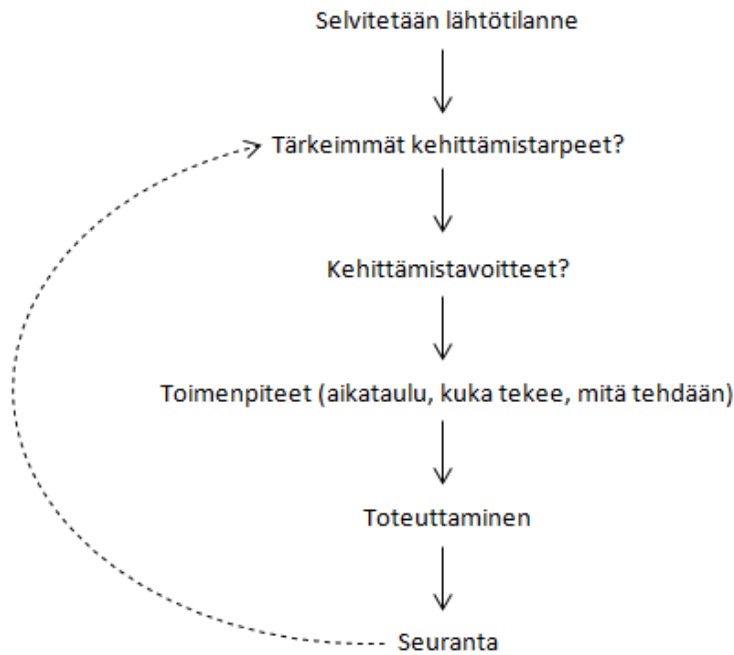 Selvitetään lähtötilanne
Tärkeimmät kehittämistarpeet?
Kehittämistavoitteet?
Toimenpiteet (aikataulu, kuka tekee, mitä tehdään)
Toteuttaminen
Seuranta